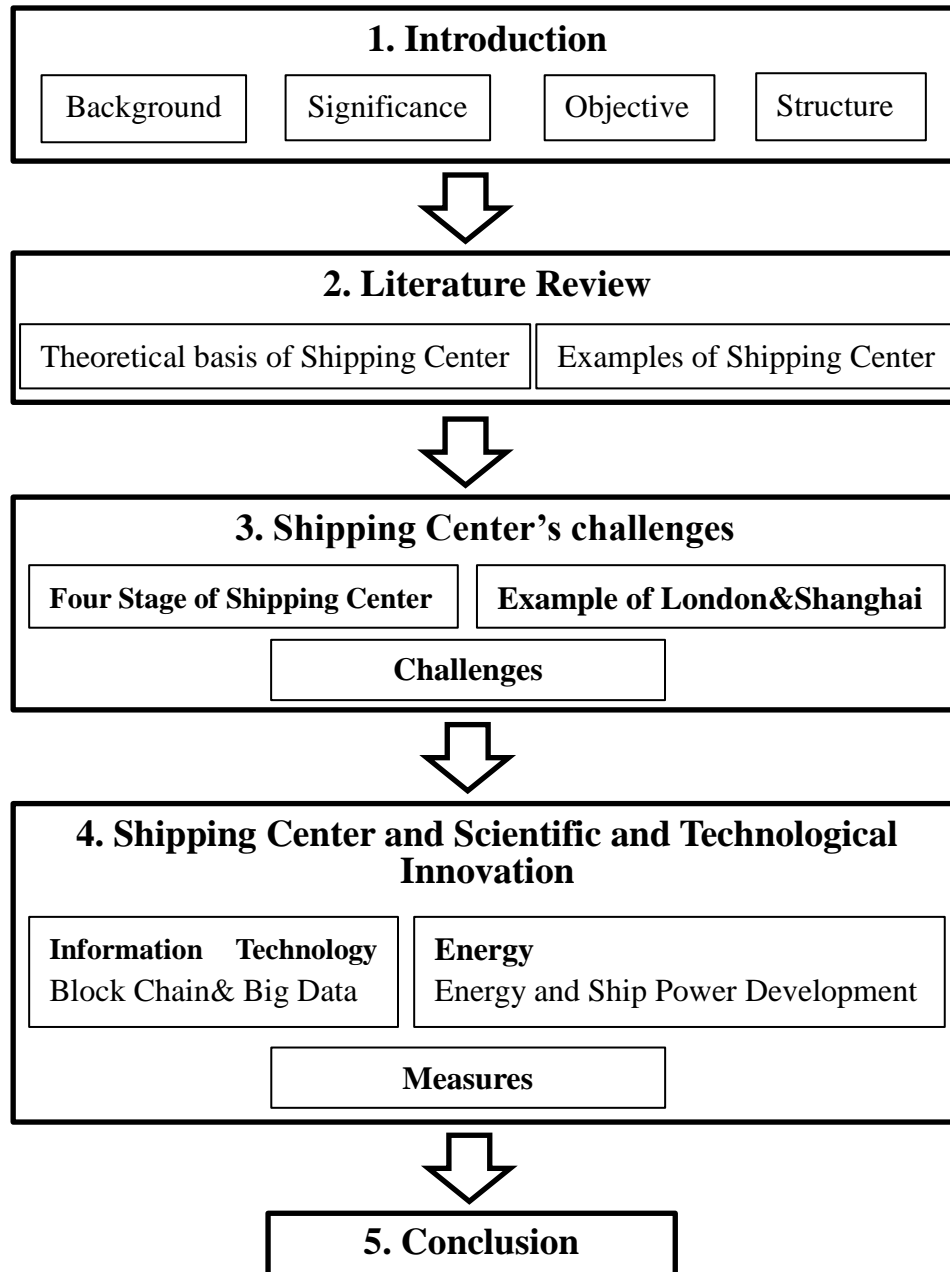 1. Introduction
Background
Significance
Objective
Structure
2. Literature Review
Theoretical basis of Shipping Center
Examples of Shipping Center
3. Shipping Center's challenges
Four Stage of Shipping Center
Example of London&Shanghai
Challenges
4. Shipping Center and Scientific and Technological
Innovation
Information Technology
Block Chain& Big Data
Energy
Energy and Ship Power Development
Measures
5. Conclusion